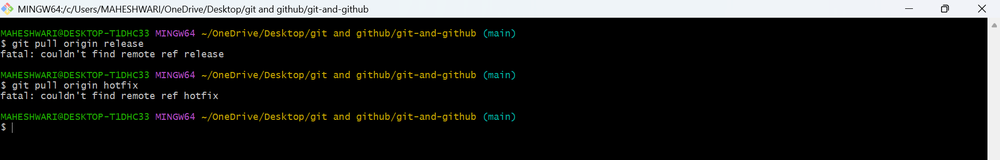 MINGW64:/c/Users/MAHESHWARI/OneDrive/Desktop/git and github/git-and-github
MAHESHWARI@DESKTOP-T1DHC33 MINGW64 ~/OneDrive/Desktop/git and github/git-and-github (main)
$ git pull origin release
fatal: couldn't find remote ref release
MAHESHWARI@DESKTOP-T1DHC33 MINGW64 ~/OneDrive/Desktop/git and github/git-and-github (main)
$ git pull origin hotfix
fatal: couldn't find remote ref hotfix
MAHESHWARI@DESKTOP-T1DHC33 MINGW64 ~/OneDrive/Desktop/git and github/git-and-github (main)
$